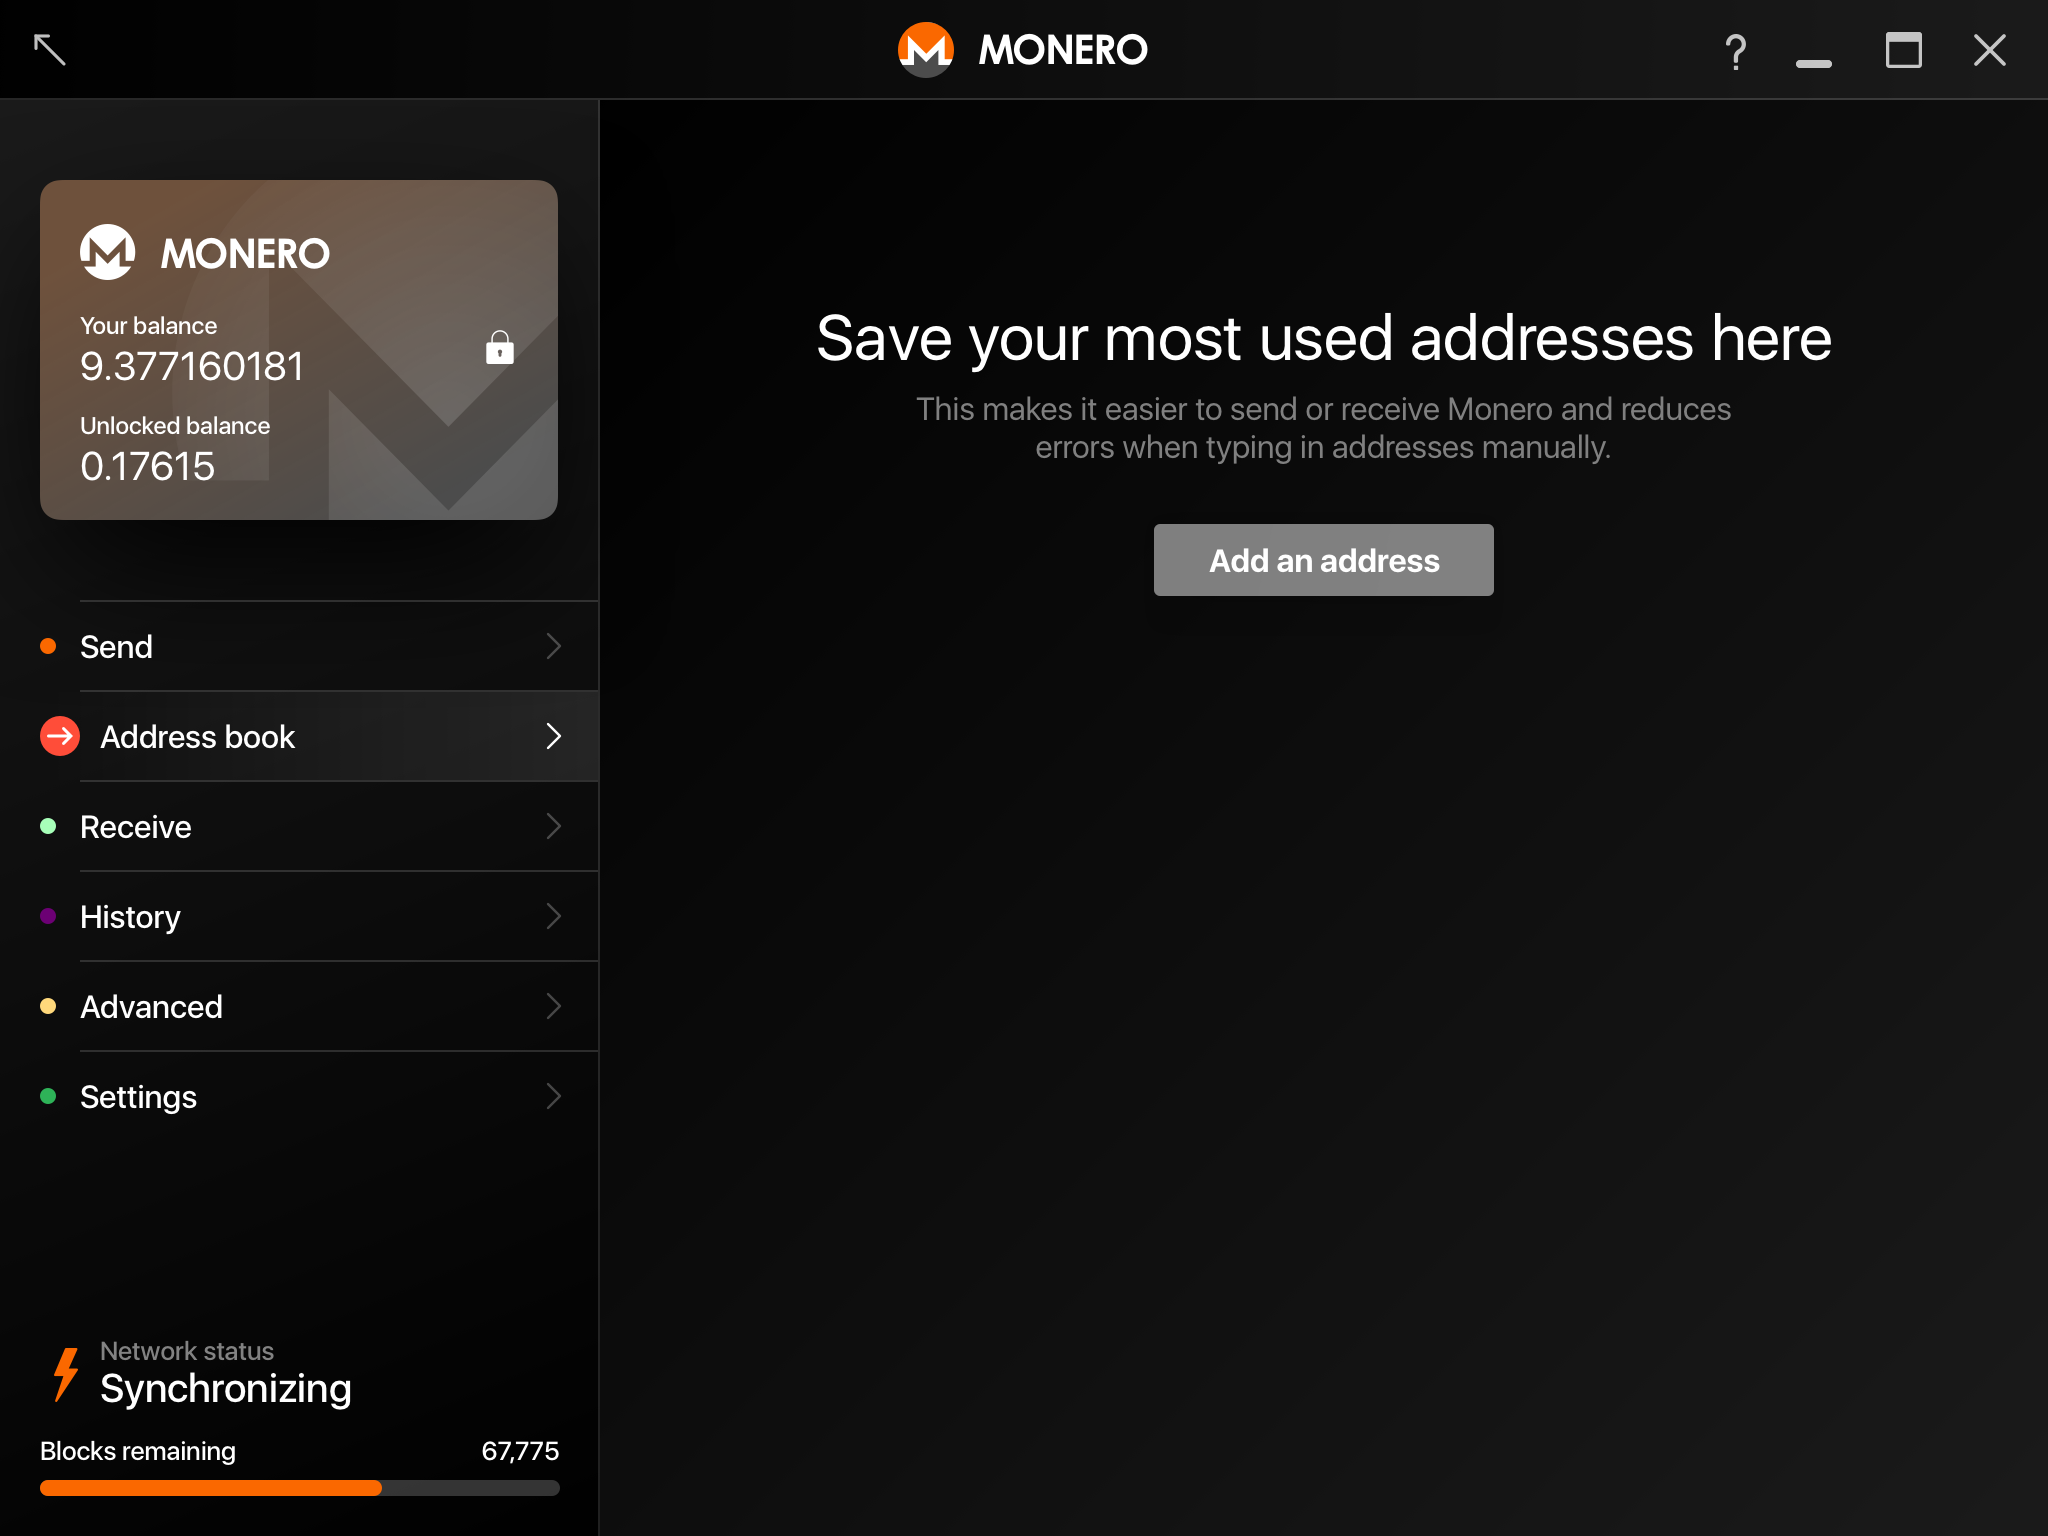 MONERO
MONERO
Your balance
9.377160181
Unlocked balance
0.17615
Send
Address book
Receive
History
Advanced
Settings
Network status
Synchronizing
Blocks remaining 67,775
Save your most used addresses here
This makes it easier to send or receive Monero and reduces
errors when typing in addresses manually.
Add an address